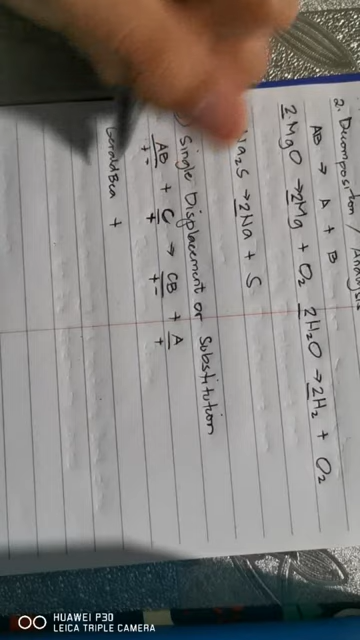 2. Decomposition /
AB → A + B
2MgO → 2Mg + O2 2H2O → 2H2 + O2
Na2S → 2Na + S
Single Displacement or Substitution
AB + C → CB + A
+ - + + - +
GeraldBea +
HUAWEI P30
LEICA TRIPLE CAMERA